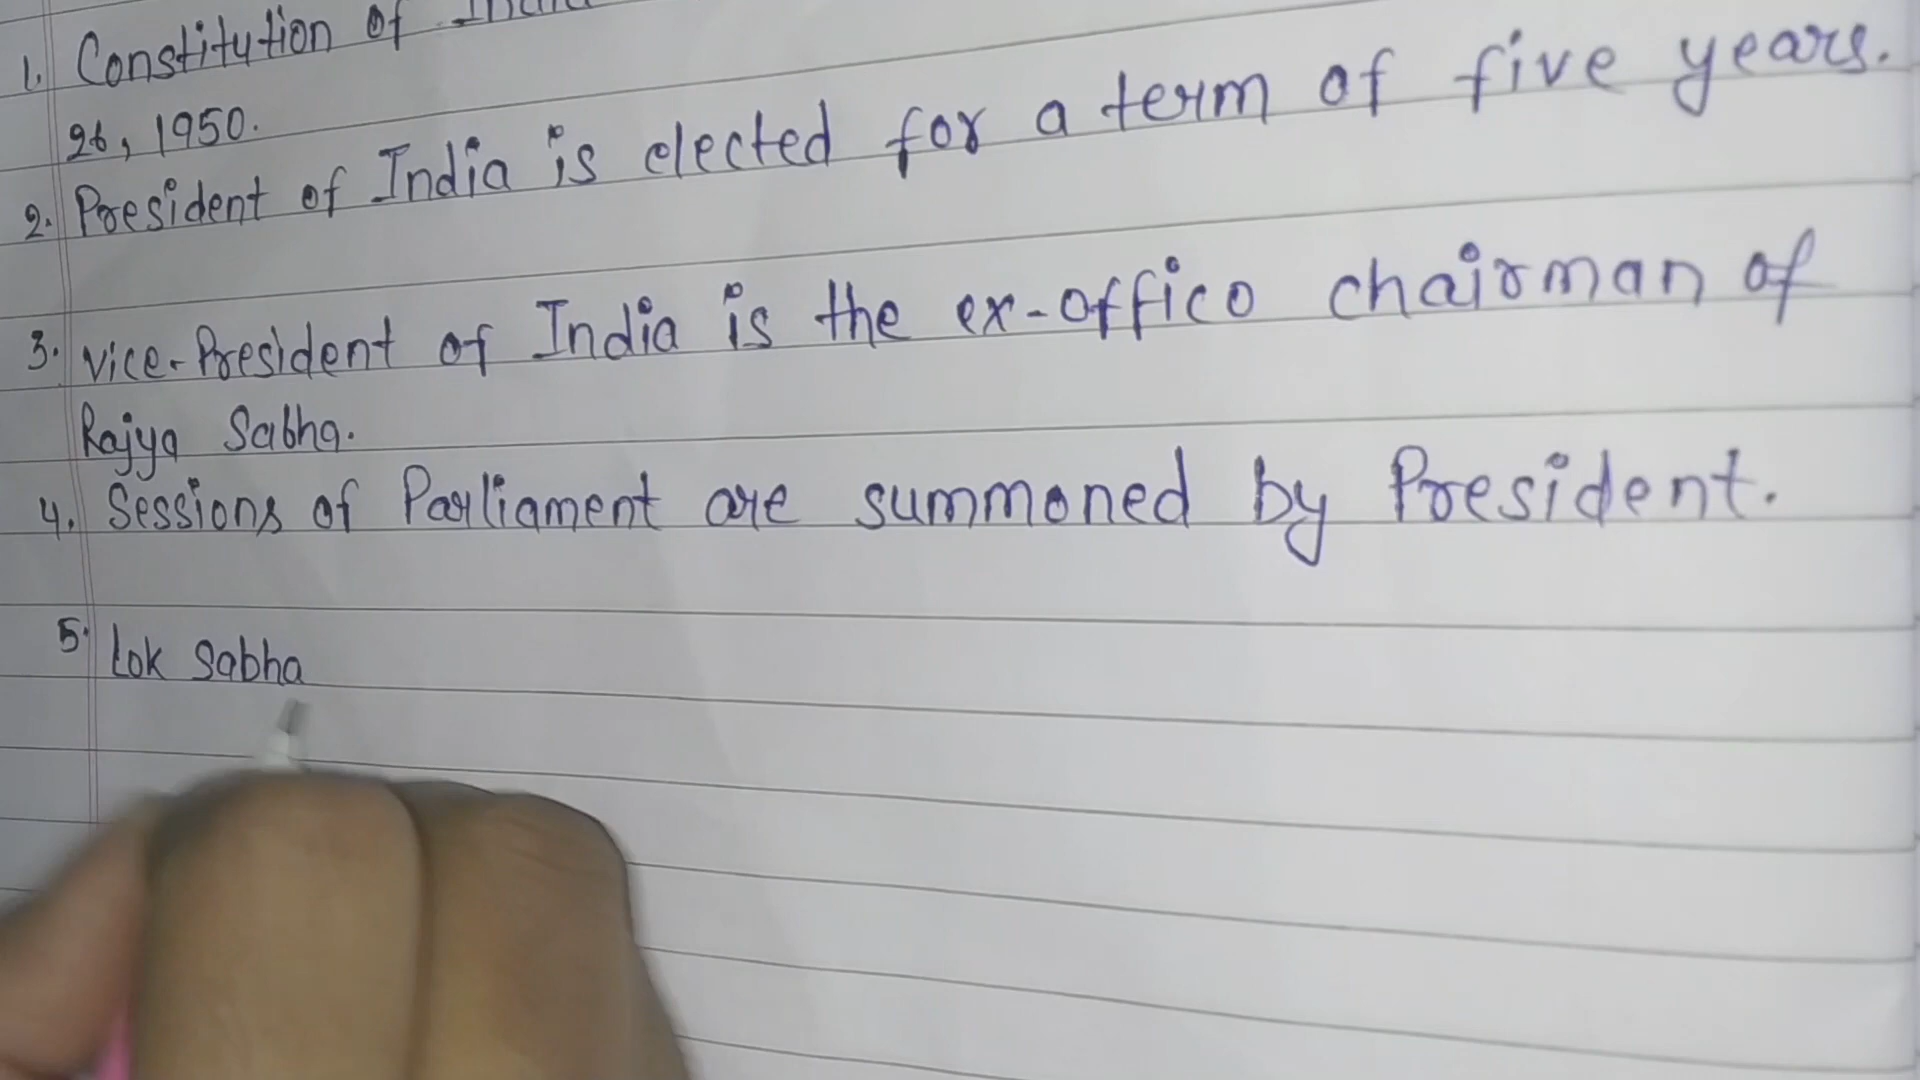 1. Constitution of India
26, 1950.
2. President of India is elected for a term of five years.
3. Vice-President of India is the ex-offico chairman of
Rajya Sabha.
4. Sessions of Parliament are summoned by President.
5. Lok Sabha